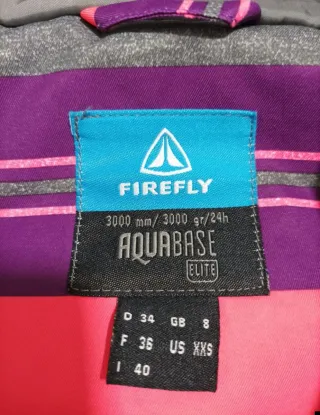 FIREFLY
3000 mm/3000 gr/24h
AQUABASE
ELITE
D 34 GB 8
F 36 US XXS
I 40